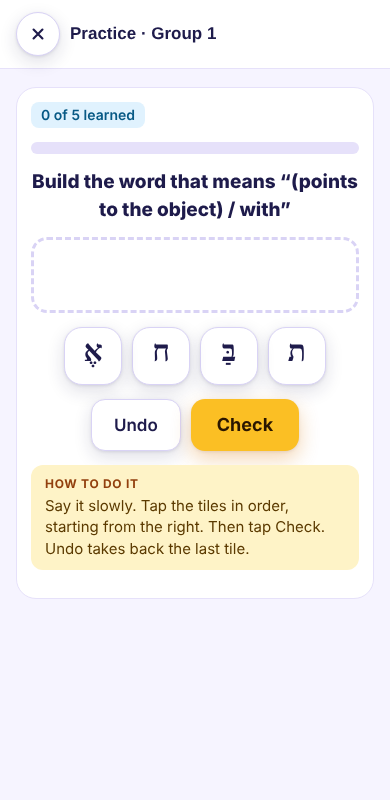 × Practice · Group 1
0 of 5 learned
Build the word that means “(points
to the object) / with”
אֶ ח בַּ ת
Undo Check
HOW TO DO IT
Say it slowly. Tap the tiles in order,
starting from the right. Then tap Check.
Undo takes back the last tile.